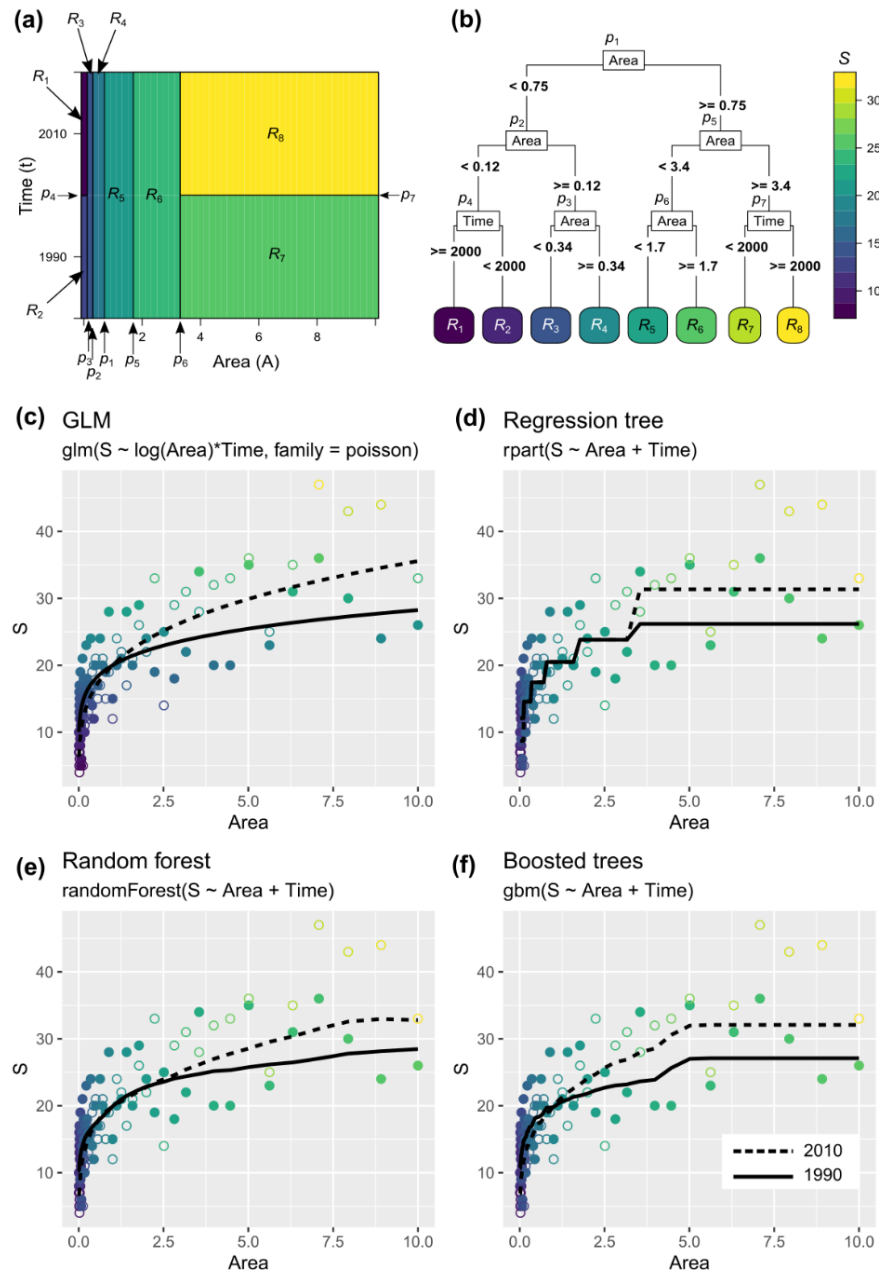 (a)
R3
R4
R1
R2
2010
1990
Time (t)
p4
p7
R5
R6
R8
R7
2 4 6 8
p3 p1 p5 p6
p2
Area (A)
(b)
p1
Area
< 0.75
>= 0.75
p2 p5
Area Area
< 0.12 < 3.4
>= 0.12 >= 3.4
p4 p3 p6 p7
Time Area Area Time
>= 2000 < 0.34 < 1.7 < 2000
< 2000 >= 0.34 >= 1.7 >= 2000
R1 R2 R3 R4 R5 R6 R7 R8
S
30
25
20
15
10
(c) GLM
glm(S ~ log(Area)*Time, family = poisson)
S
40
30
20
10
0.0 2.5 5.0 7.5 10.0
Area
(d) Regression tree
rpart(S ~ Area + Time)
S
40
30
20
10
0.0 2.5 5.0 7.5 10.0
Area
(e) Random forest
randomForest(S ~ Area + Time)
S
40
30
20
10
0.0 2.5 5.0 7.5 10.0
Area
(f) Boosted trees
gbm(S ~ Area + Time)
S
40
30
20
10
2010
1990
0.0 2.5 5.0 7.5 10.0
Area